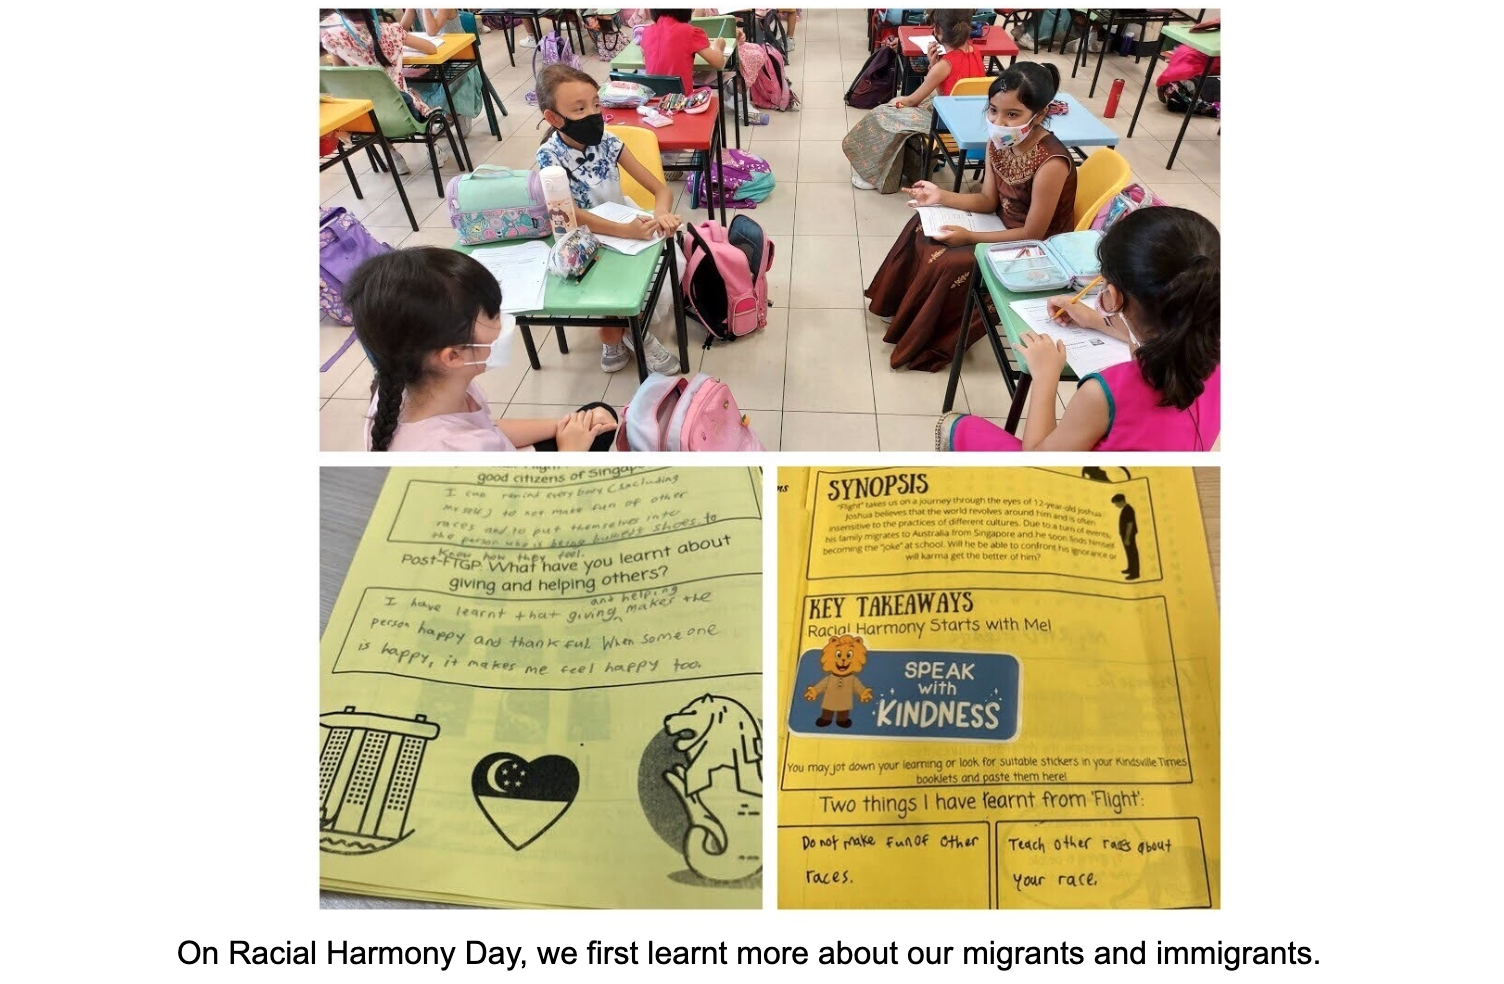 good citizens of Singap
I can remind everybody (including
myself) to not make fun of other
races and to put themselves into
the person who is being bullied shoes to
know how they feel.
Post-FTGP: What have you learnt about
giving and helping others?
and helping
I have learnt that giving makes the
person happy and thankful. When someone
is happy, it makes me feel happy too.
ns
SYNOPSIS
"Flight" takes us on a journey through the eyes of 12-year-old Joshua.
Joshua believes that the world revolves around him and is often
insensitive to the practices of different cultures. Due to a turn of events,
his family migrates to Australia from Singapore and he soon finds himself
becoming the "joke" at school. Will he be able to confront his ignorance or
will karma get the better of him?
KEY TAKEAWAYS
Racial Harmony Starts with Me!
SPEAK
with
KINDNESS
You may jot down your learning or look for suitable stickers in your Kindsville Times
booklets and paste them here!
Two things I have learnt from 'Flight':
Do not make fun of other
races.
Teach other races about
your race.
On Racial Harmony Day, we first learnt more about our migrants and immigrants.